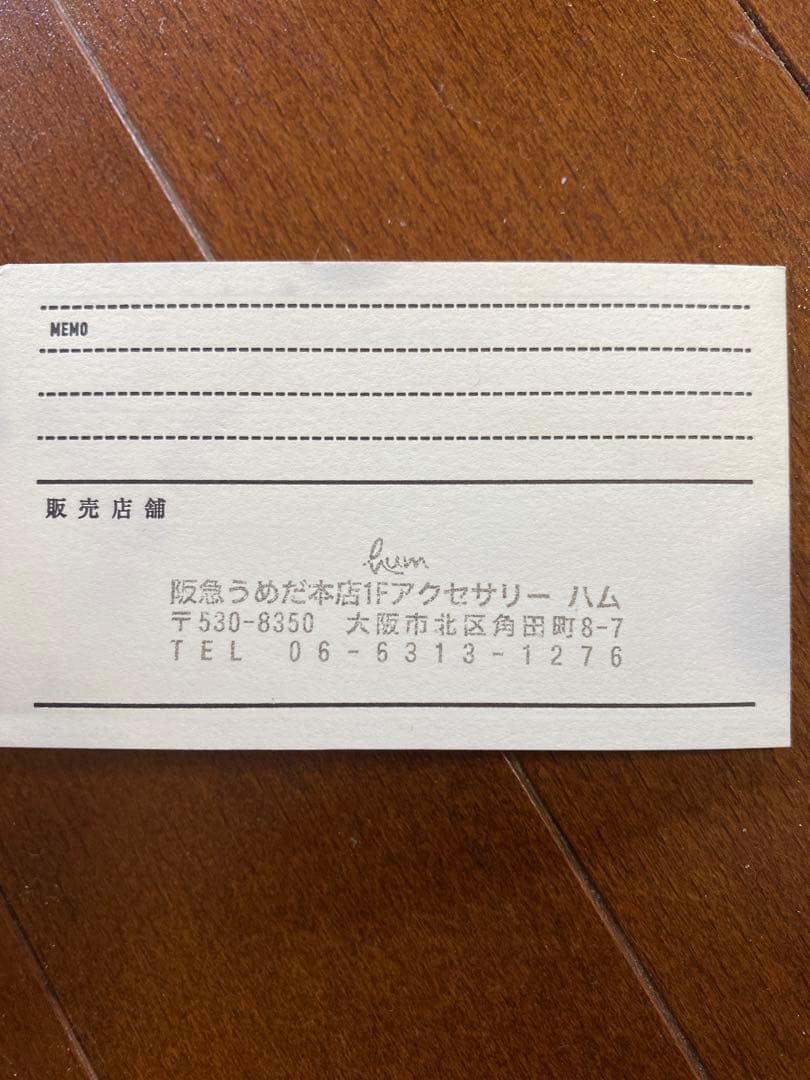 MEMO
販売店舗
hum
阪急うめだ本店1Fアクセサリー ハム
〒530-8350 大阪市北区角田町8-7
TEL 06-6313-1276